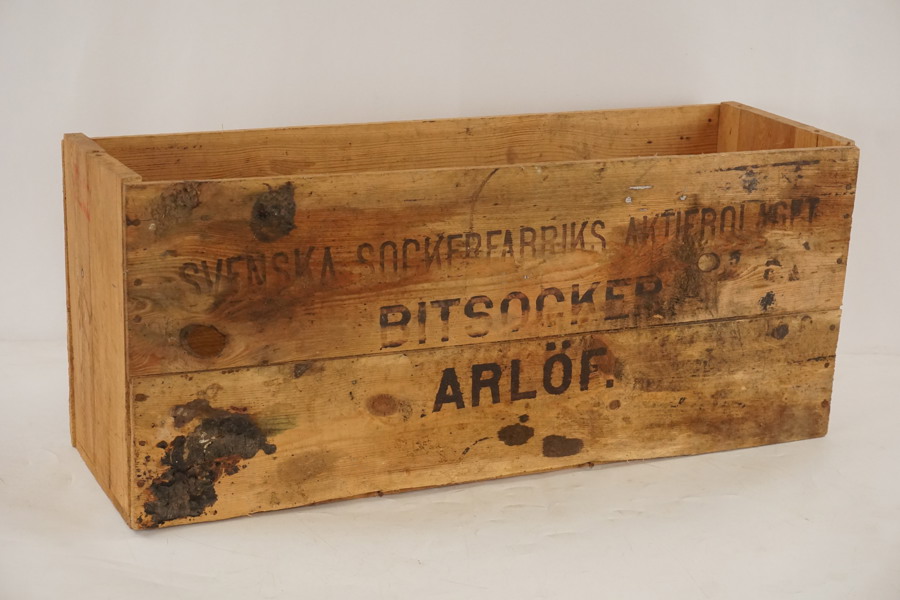 SVENSKA SOCKERFABRIKS AKTIEBOLAGET
BITSOCKER
ARLÖF.